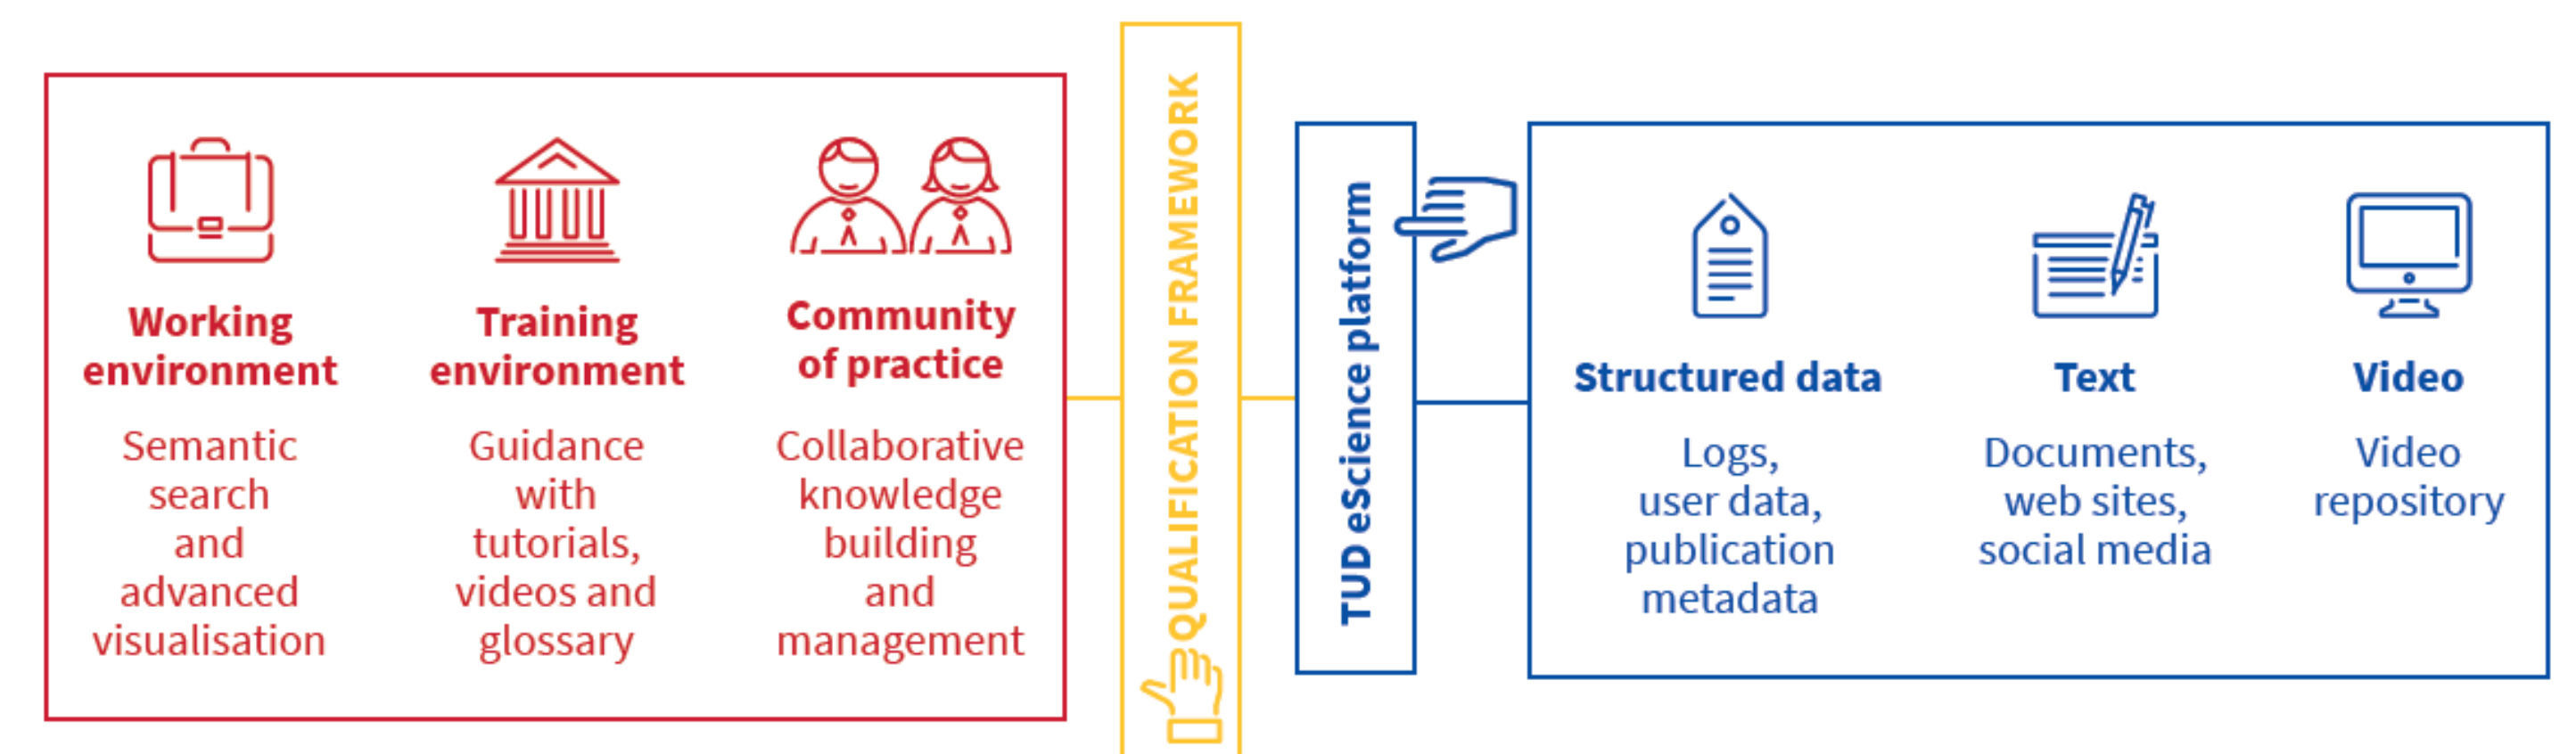 Working
environment
Semantic
search
and
advanced
visualisation
Training
environment
Guidance
with
tutorials,
videos and
glossary
Community
of practice
Collaborative
knowledge
building
and
management
QUALIFICATION FRAMEWORK
TUD eScience platform
Structured data
Logs,
user data,
publication
metadata
Text
Documents,
web sites,
social media
Video
Video
repository